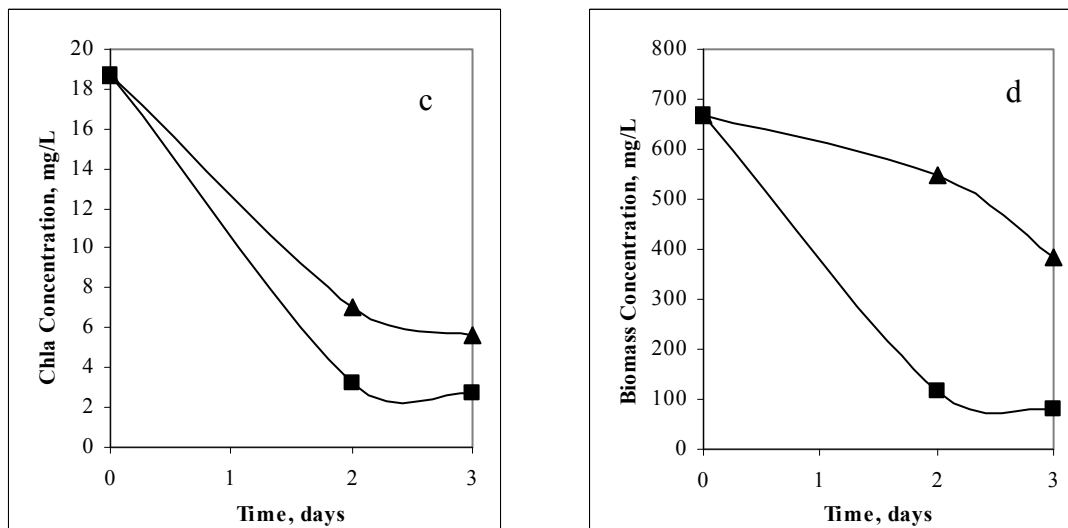 c
Chla Concentration, mg/L
20
18
16
14
12
10
8
6
4
2
0
0 1 2 3
Time, days
d
Biomass Concentration, mg/L
800
700
600
500
400
300
200
100
0
0 1 2 3
Time, days